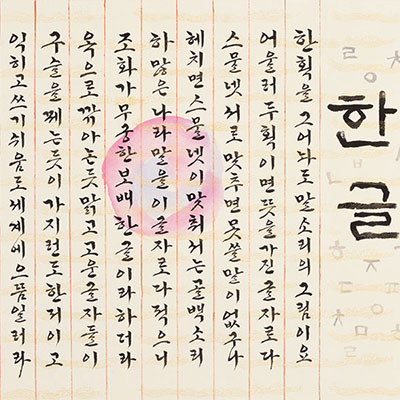 한글
한 획을 그어놔도 말소리의 그림이요
어울러 두 획이면 뜻을 가진 글자로다
스물넷 서로 맞추면 못쓸 말이 없구나
헤치면 스물넷이 맞춰서는 골백소리
하 많은 나라말을 이 글자로 다 적으니
조화가 무궁한 보배 한글이라 하더라
옥으로 깎아논듯 맑고 고운 글자들이
구슬을 께는듯이 가지런도 한저이고
익히고 쓰기 쉬움도 세계에 으뜸일러라